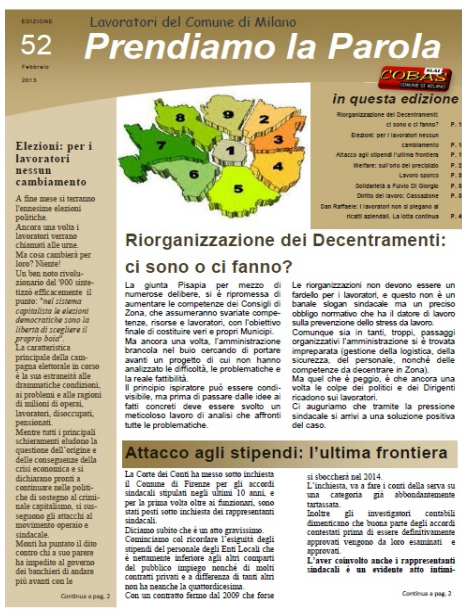 EDIZIONE
52
Febbraio
2013
Lavoratori del Comune di Milano
Prendiamo la Parola
SLAI
COBAS
COMUNE DI MILANO
in questa edizione
Riorganizzazione dei Decentramenti:
ci sono o ci fanno? P. 1
Elezioni: per i lavoratori nessun
cambiamento P. 1
Attacco agli stipendi l'ultima frontiera P. 1
Welfare: sull'orlo del precipizio P. 2
Lavoro sporco P. 3
Solidarietà a Fulvio Di Giorgio P. 3
Diritto del lavoro: Cassazione P. 3
San Raffaele: I lavoratori non si piegano ai
ricatti aziendali. La lotta continua P. 4
8
9
2
7
1
3
6
5
4
Elezioni: per i
lavoratori
nessun
cambiamento
A fine mese si terranno
l'ennesime elezioni
politiche.
Ancora una volta i
lavoratori verranno
chiamati alle urne.
Ma cosa cambierà per
loro? Niente!
Un ben noto rivolu-
zionario del '900 sinte-
tizzò efficacemente il
punto: "nel sistema
capitalista le elezioni
democratiche sono la
libertà di scegliere il
proprio boia".
La caratteristica
principale della cam-
pagna elettorale in corso
è la sua estraneità alle
drammatiche condizioni,
ai problemi e alle ragioni
di milioni di operai,
lavoratori, disoccupati,
pensionati.
Mentre tutti i principali
schieramenti eludono la
questione dell'origine e
delle conseguenze della
crisi economica e si
dichiarono pronti a
continuare nelle politi-
che di sostegno al crimi-
nale capitalismo, si sus-
seguono gli attacchi al
movimento operaio e
sindacale.
Monti ha puntato il dito
contro chi a suo parere
ha impedito al governo
dei banchieri di andare
più avanti con le
Continua a pag. 2
Riorganizzazione dei Decentramenti:
ci sono o ci fanno?
La giunta Pisapia per mezzo di
numerose delibere, si è ripromessa di
aumentare le competenze dei Consigli di
Zona, che assumeranno svariate compe-
tenze, risorse e lavoratori, con l'obiettivo
finale di costituire veri e propri Municipi.
Ma ancora una volta, l'amministrazione
brancola nel buio cercando di portare
avanti un progetto di cui non hanno
analizzato le difficoltà, le problematiche e
la reale fattibilità.
Il principio ispiratore può essere condi-
visibile, ma prima di passare dalle idee ai
fatti concreti deve essere svolto un
meticoloso lavoro di analisi che affronti
tutte le problematiche.
Le riorganizzazioni non devono essere un
fardello per i lavoratori, e questo non è un
banale slogan sindacale ma un preciso
obbligo normativo che ha il datore di lavoro
sulla prevenzione dello stress da lavoro.
Comunque sia in tanti, troppi, passaggi
organizzativi l'amministrazione si è trovata
impreparata (gestione della logistica, della
sicurezza, del personale, nonché delle
competenze da decentrare in Zona).
Ma quel che è peggio, è che ancora una
volta le colpe dei politici e dei Dirigenti
ricadono sui lavoratori.
Ci auguriamo che tramite la pressione
sindacale si arrivi a una soluzione positiva
del caso.
Attacco agli stipendi: l'ultima frontiera
La Corte dei Conti ha messo sotto inchiesta
il Comune di Firenze per gli accordi
sindacali stipulati negli ultimi 10 anni, e
per la prima volta oltre ai funzionari, sono
stati posti sotto inchiesta dei rappresentanti
sindacali.
Diciamo subito che è un atto gravissimo.
Cominciamo col ricordare l'esiguità degli
stipendi del personale degli Enti Locali che
è nettamente inferiore agli altri comparti
del pubblico impiego nonché di molti
contratti privati e a differenza di tanti altri
non ha neanche la quattordicesima.
Con un contratto fermo dal 2009 che forse
si sboccherà nel 2014.
L'inchiesta, va a fare i conti della serva su
una categoria già abbondantemente
tartassata.
Inoltre gli investigatori contabili
dimenticano che buona parte degli accordi
contestati prima di essere definitivamente
approvati vengono da loro esaminati e
approvati.
L'aver coinvolto anche i rappresentanti
sindacali è un evidente atto intimi-
Continua a pag. 2